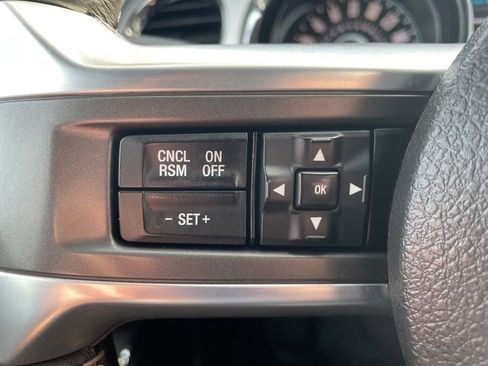 CNCL ON
RSM OFF
- SET +
OK